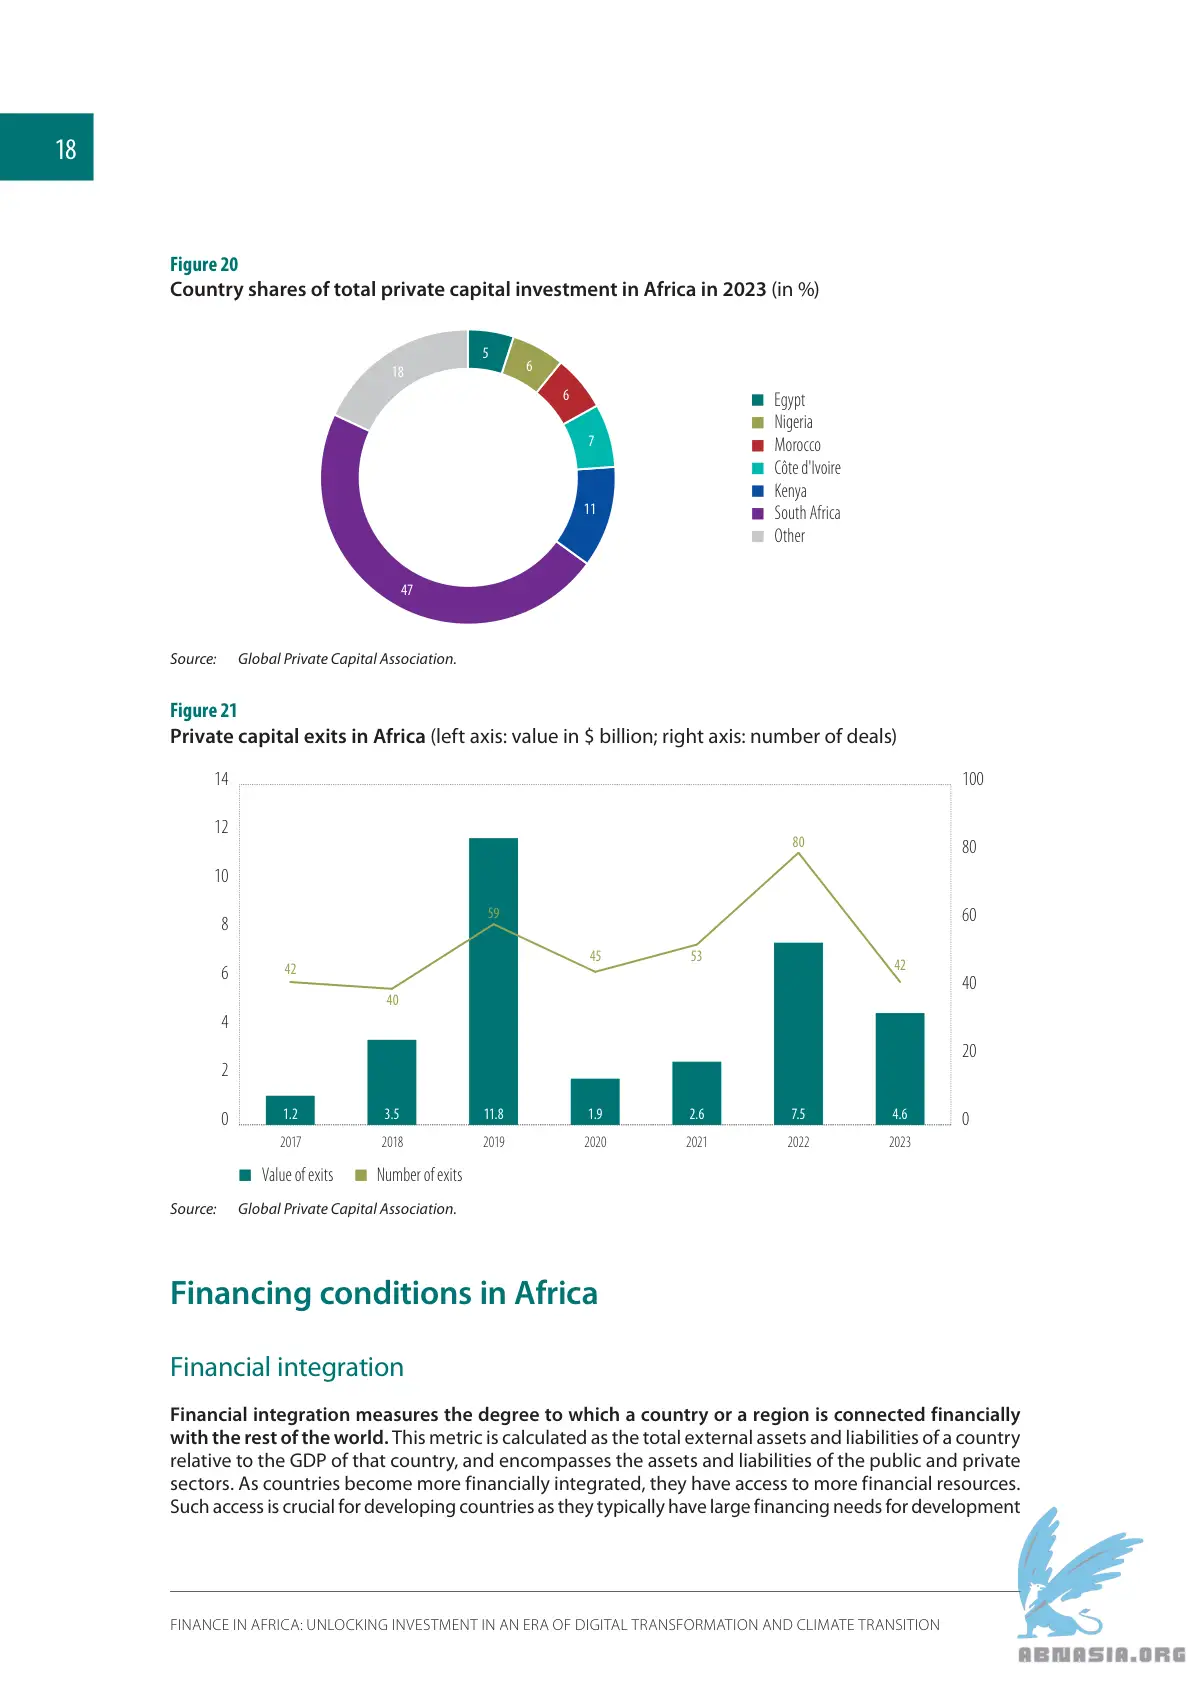 18
Figure 20
Country shares of total private capital investment in Africa in 2023 (in %)
5
6
6
7
11
47
18
Egypt
Nigeria
Morocco
Côte d'Ivoire
Kenya
South Africa
Other
Source: Global Private Capital Association.
Figure 21
Private capital exits in Africa (left axis: value in $ billion; right axis: number of deals)
14
12
10
8
6
4
2
0
100
80
60
40
20
0
42
40
59
45
53
80
42
1.2
3.5
11.8
1.9
2.6
7.5
4.6
2017
2018
2019
2020
2021
2022
2023
Value of exits
Number of exits
Source: Global Private Capital Association.
Financing conditions in Africa
Financial integration
Financial integration measures the degree to which a country or a region is connected financially
with the rest of the world. This metric is calculated as the total external assets and liabilities of a country
relative to the GDP of that country, and encompasses the assets and liabilities of the public and private
sectors. As countries become more financially integrated, they have access to more financial resources.
Such access is crucial for developing countries as they typically have large financing needs for development
FINANCE IN AFRICA: UNLOCKING INVESTMENT IN AN ERA OF DIGITAL TRANSFORMATION AND CLIMATE TRANSITION
ABNASIA.ORG